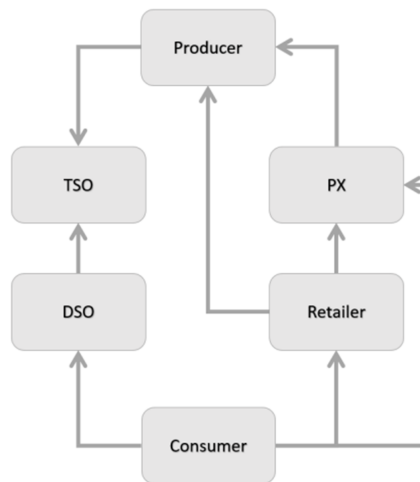 Producer
TSO
PX
DSO
Retailer
Consumer